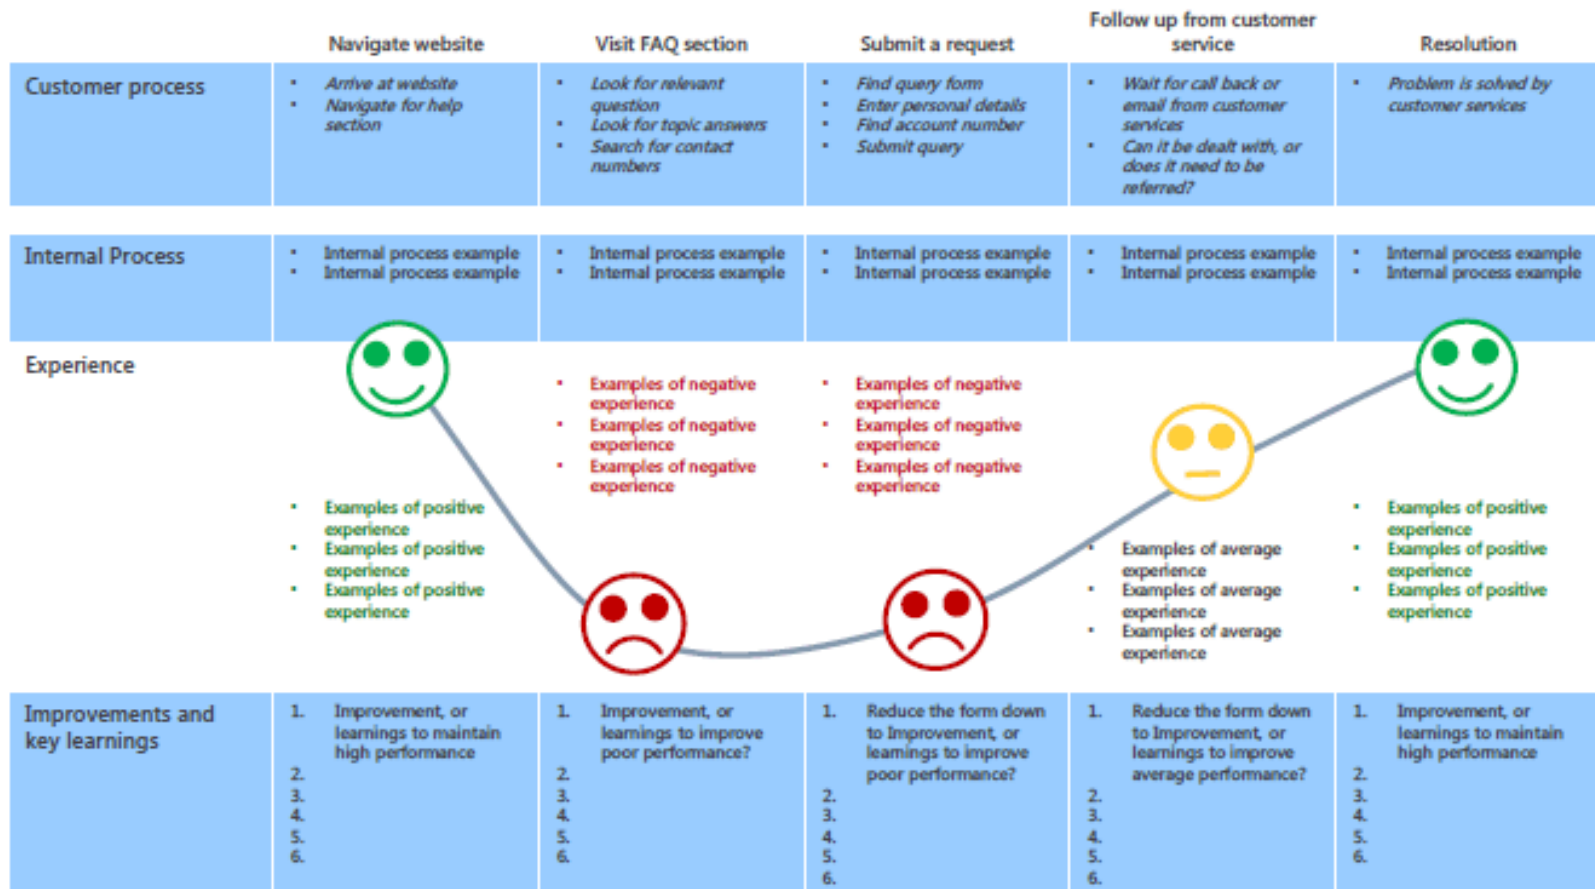 Navigate website
Visit FAQ section
Submit a request
Follow up from customer
service
Resolution
Customer process
• Arrive at website
• Navigate for help
section
• Look for relevant
question
• Look for topic answers
• Search for contact
numbers
• Find query form
• Enter personal details
• Find account number
• Submit query
• Wait for call back or
email from customer
services
• Can it be dealt with, or
does it need to be
referred?
• Problem is solved by
customer services
Internal Process
• Internal process example
• Internal process example
• Internal process example
• Internal process example
• Internal process example
• Internal process example
• Internal process example
• Internal process example
• Internal process example
• Internal process example
Experience
• Examples of positive
experience
• Examples of positive
experience
• Examples of positive
experience
• Examples of negative
experience
• Examples of negative
experience
• Examples of negative
experience
• Examples of negative
experience
• Examples of negative
experience
• Examples of negative
experience
• Examples of average
experience
• Examples of average
experience
• Examples of average
experience
• Examples of positive
experience
• Examples of positive
experience
• Examples of positive
experience
Improvements and
key learnings
1. Improvement, or
learnings to maintain
high performance
2.
3.
4.
5.
6.
1. Improvement, or
learnings to improve
poor performance?
2.
3.
4.
5.
6.
1. Reduce the form down
to Improvement, or
learnings to improve
poor performance?
2.
3.
4.
5.
6.
1. Reduce the form down
to Improvement, or
learnings to improve
average performance?
2.
3.
4.
5.
6.
1. Improvement, or
learnings to maintain
high performance
2.
3.
4.
5.
6.